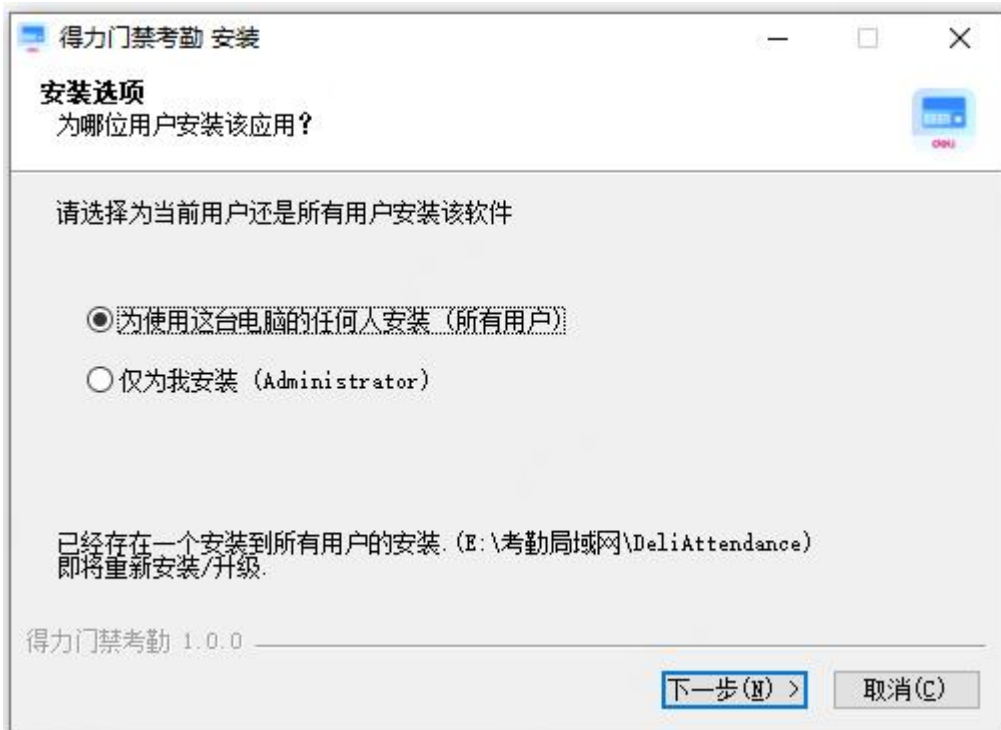 得力门禁考勤 安装
安装选项
为哪位用户安装该应用？
deli
请选择为当前用户还是所有用户安装该软件
为使用这台电脑的任何人安装（所有用户）
仅为我安装 (Administrator)
已经存在一个安装到所有用户的安装. (E:\考勤局域网\DeliAttendance)
即将重新安装/升级.
得力门禁考勤 1.0.0
下一步(N) >
取消(C)